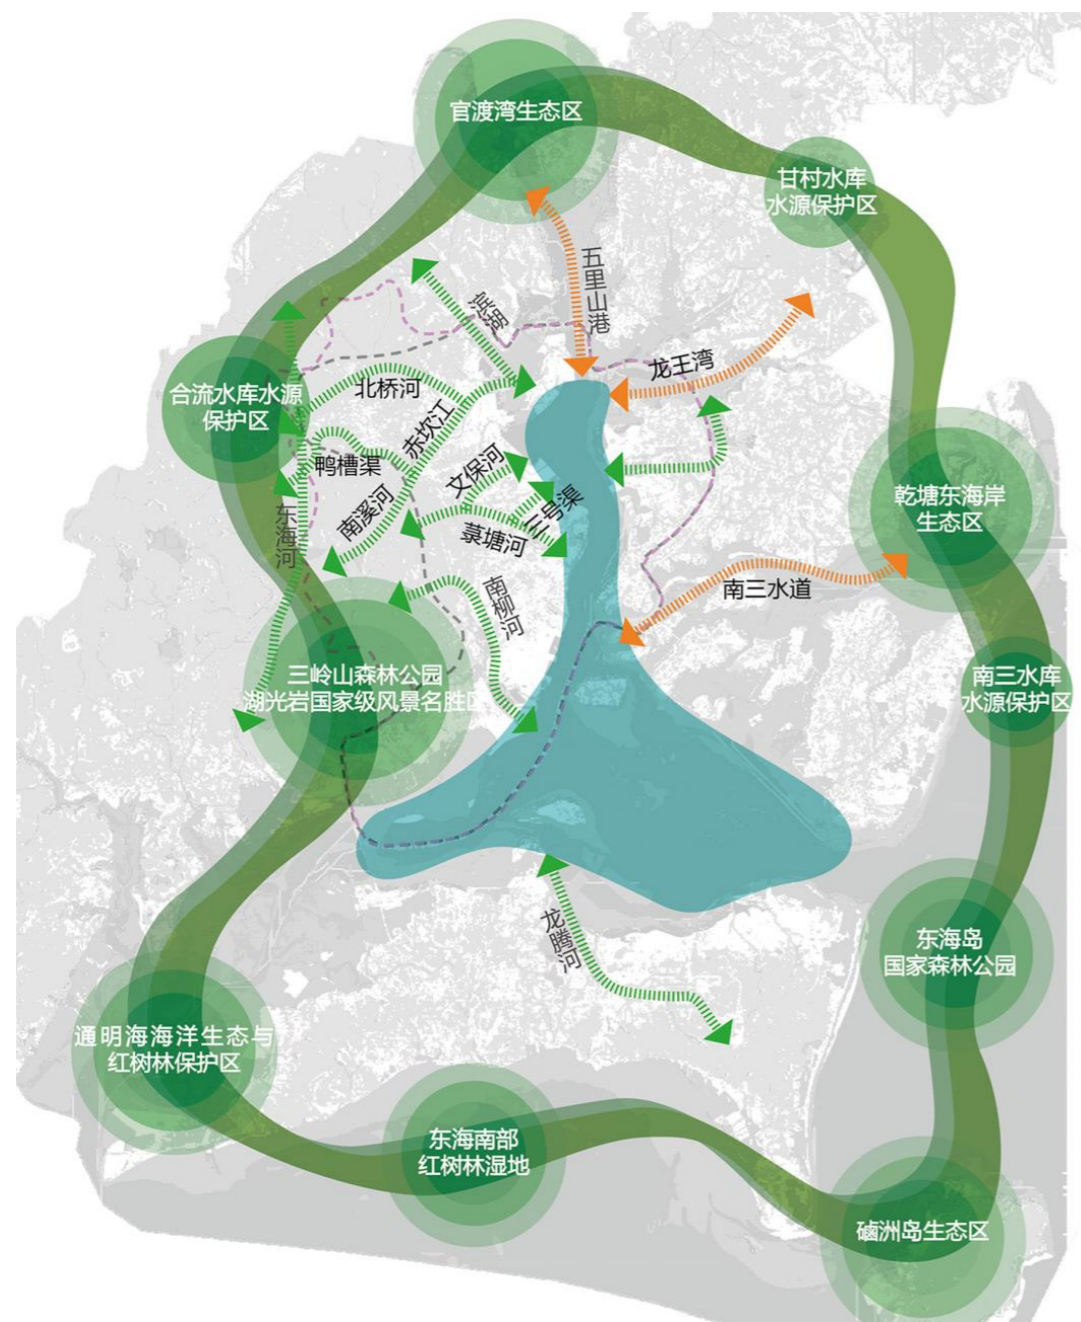 官渡湾生态区
甘村水库
水源保护区
五里山港
滨湖
龙王湾
合流水库水源
保护区
北桥河
赤坎江
鸭槽渠
文保河
南溪河
三号渠
菉塘河
东海河
乾塘东海岸
生态区
南柳河
南三水道
三岭山森林公园
湖光岩国家级风景名胜区
南三水库
水源保护区
龙腾河
东海岛
国家森林公园
通明海海洋生态与
红树林保护区
东海南部
红树林湿地
硇洲岛生态区